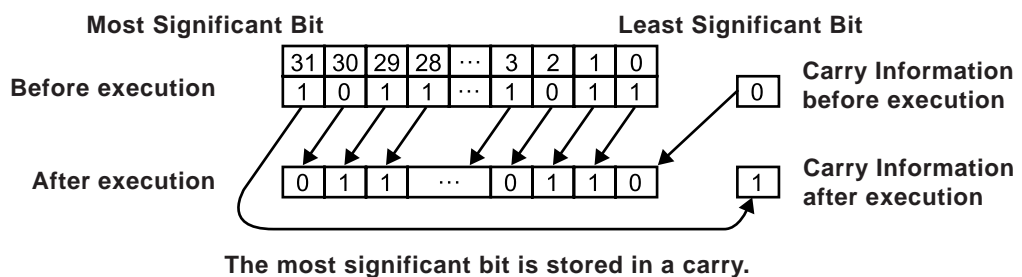 Most Significant Bit Least Significant Bit
31 30 29 28 ··· 3 2 1 0
Before execution 1 0 1 1 ··· 1 0 1 1 0 Carry Information before execution
After execution 0 1 1 ··· 0 1 1 0 1 Carry Information after execution
The most significant bit is stored in a carry.